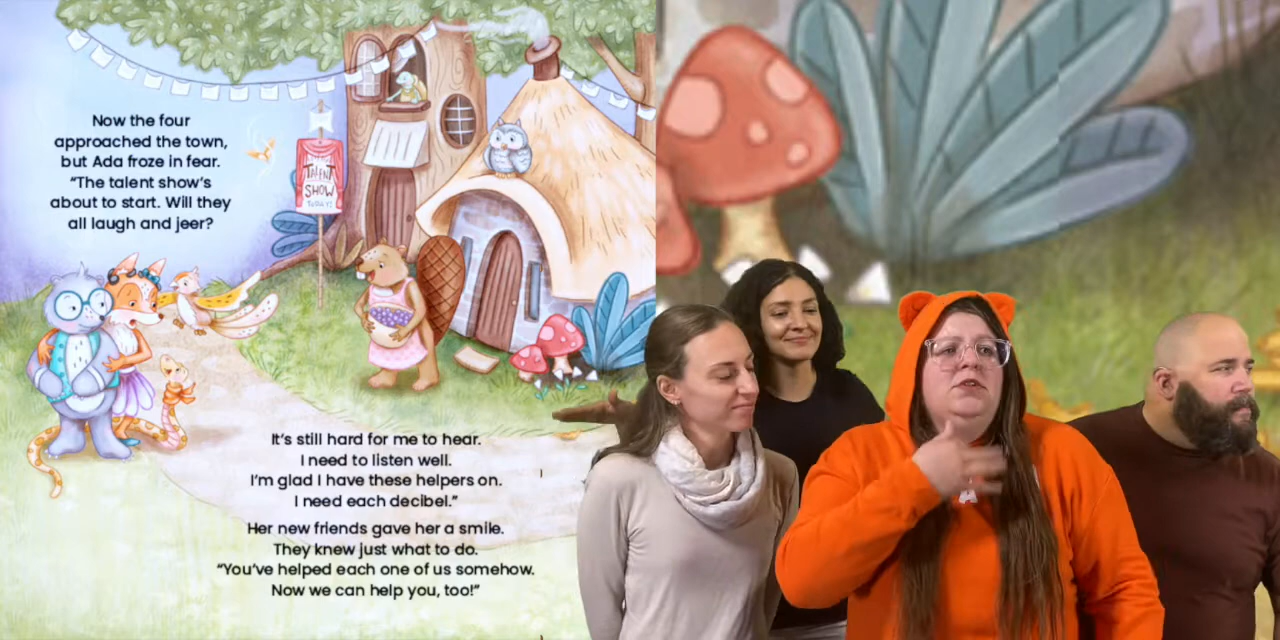 Now the four
approached the town,
but Ada froze in fear.
“The talent show’s
about to start. Will they
all laugh and jeer?
TALENT
SHOW
TODAY!
It’s still hard for me to hear.
I need to listen well.
I’m glad I have these helpers on.
I need each decibel.”
Her new friends gave her a smile.
They knew just what to do.
“You’ve helped each one of us somehow.
Now we can help you, too!”
A